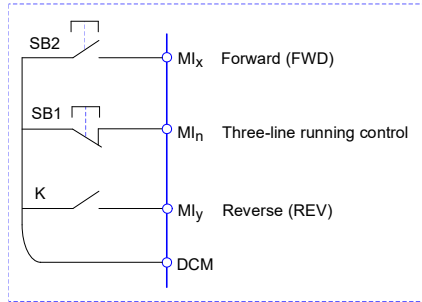 SB2 MIx Forward (FWD)
SB1 MIn Three-line running control
K MIy Reverse (REV)
DCM